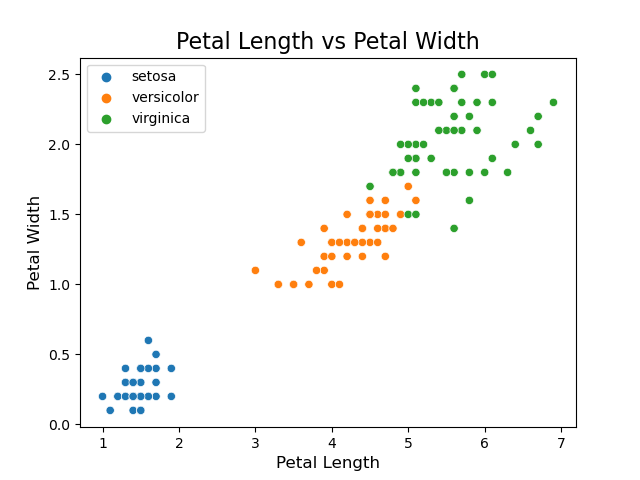 Petal Length vs Petal Width
setosa
versicolor
virginica
Petal Width
2.5
2.0
1.5
1.0
0.5
0.0
1 2 3 4 5 6 7
Petal Length